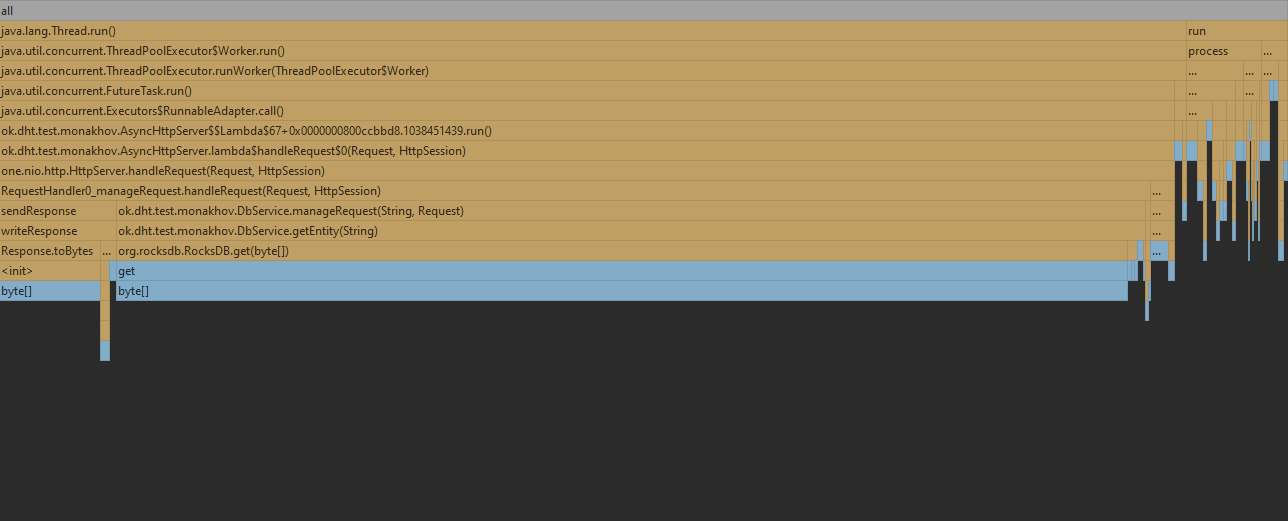 all
java.lang.Thread.run() run
java.util.concurrent.ThreadPoolExecutor$Worker.run() process ...
java.util.concurrent.ThreadPoolExecutor.runWorker(ThreadPoolExecutor$Worker) ... ... ...
java.util.concurrent.FutureTask.run() ... ...
java.util.concurrent.Executors$RunnableAdapter.call() ...
ok.dht.test.monakhov.AsyncHttpServer$$Lambda$67+0x0000000800ccbbd8.1038451439.run()
ok.dht.test.monakhov.AsyncHttpServer.lambda$handleRequest$0(Request, HttpSession)
one.nio.http.HttpServer.handleRequest(Request, HttpSession)
RequestHandler0_manageRequest.handleRequest(Request, HttpSession) ...
sendResponse ok.dht.test.monakhov.DbService.manageRequest(String, Request) ...
writeResponse ok.dht.test.monakhov.DbService.getEntity(String) ...
Response.toBytes ... org.rocksdb.RocksDB.get(byte[]) ...
<init> get
byte[] byte[]